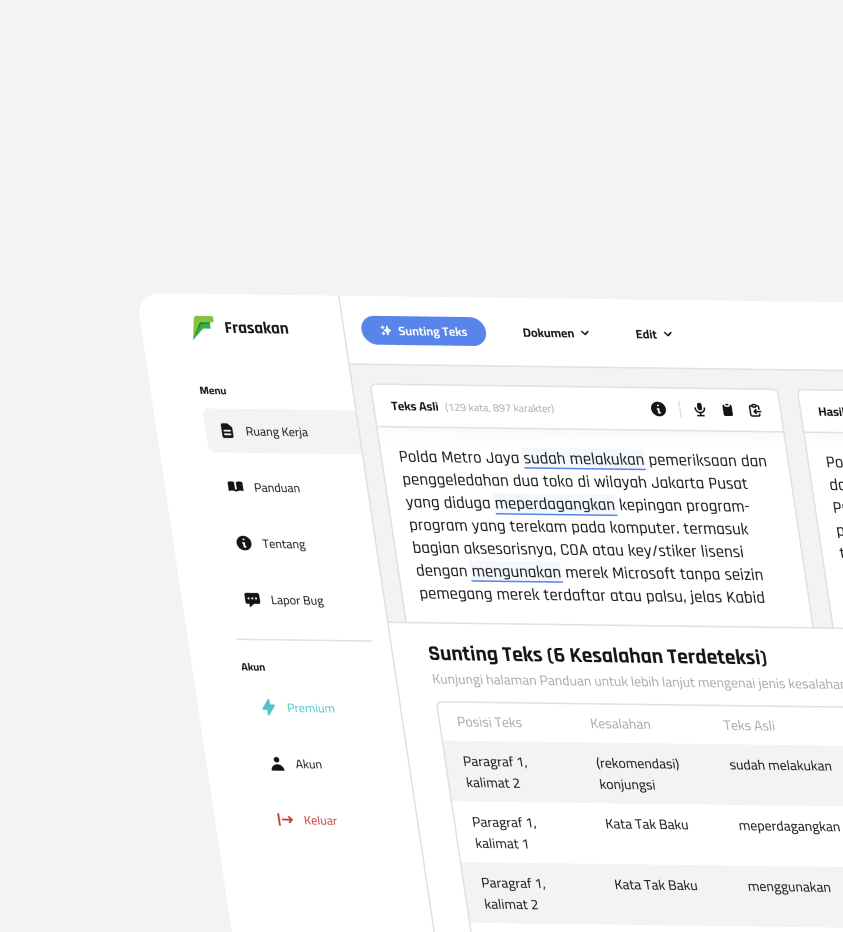 Frasakan
Menu
Ruang Kerja
Panduan
Tentang
Lapor Bug
Akun
Premium
Akun
Keluar
Sunting Teks
Dokumen
Edit
Teks Asli (129 kata, 897 karakter)
Polda Metro Jaya sudah melakukan pemeriksaan dan
penggeledahan dua toko di wilayah Jakarta Pusat
yang diduga meperdagangkan kepingan program-
program yang terekam pada komputer, termasuk
bagian aksesorisnya, COA atau key/stiker lisensi
dengan mengunakan merek Microsoft tanpa seizin
pemegang merek terdaftar atau palsu, jelas Kabid
Sunting Teks (6 Kesalahan Terdeteksi)
Kunjungi halaman Panduan untuk lebih lanjut mengenai jenis kesalahan
Posisi Teks Kesalahan Teks Asli
Paragraf 1, (rekomendasi) sudah melakukan
kalimat 2 konjungsi
Paragraf 1, Kata Tak Baku meperdagangkan
kalimat 1
Paragraf 1, Kata Tak Baku menggunakan
kalimat 2